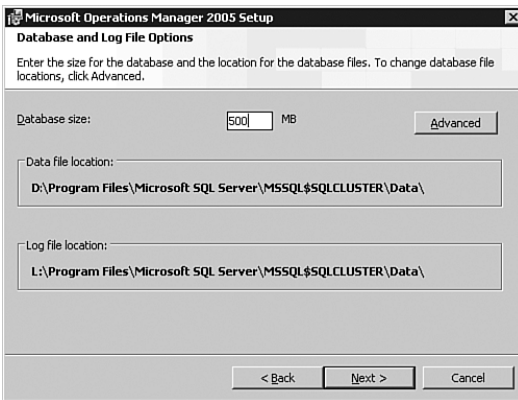 Microsoft Operations Manager 2005 Setup
Database and Log File Options
Enter the size for the database and the location for the database files. To change database file
locations, click Advanced.
Database size: 500 MB Advanced
Data file location:
D:\Program Files\Microsoft SQL Server\MSSQL$SQLCLUSTER\Data\
Log file location:
L:\Program Files\Microsoft SQL Server\MSSQL$SQLCLUSTER\Data\
< Back Next > Cancel